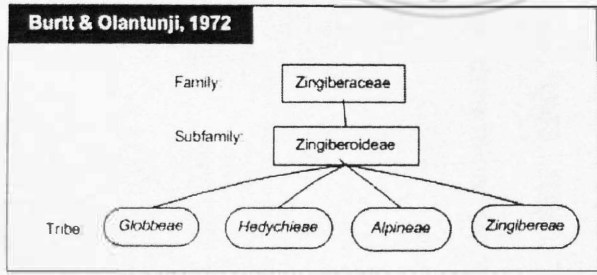 Burtt & Olantunji, 1972
Family: Zingiberaceae
Subfamily: Zingiberoideae
Tribe: Globbeae Hedychieae Alpineae Zingibereae